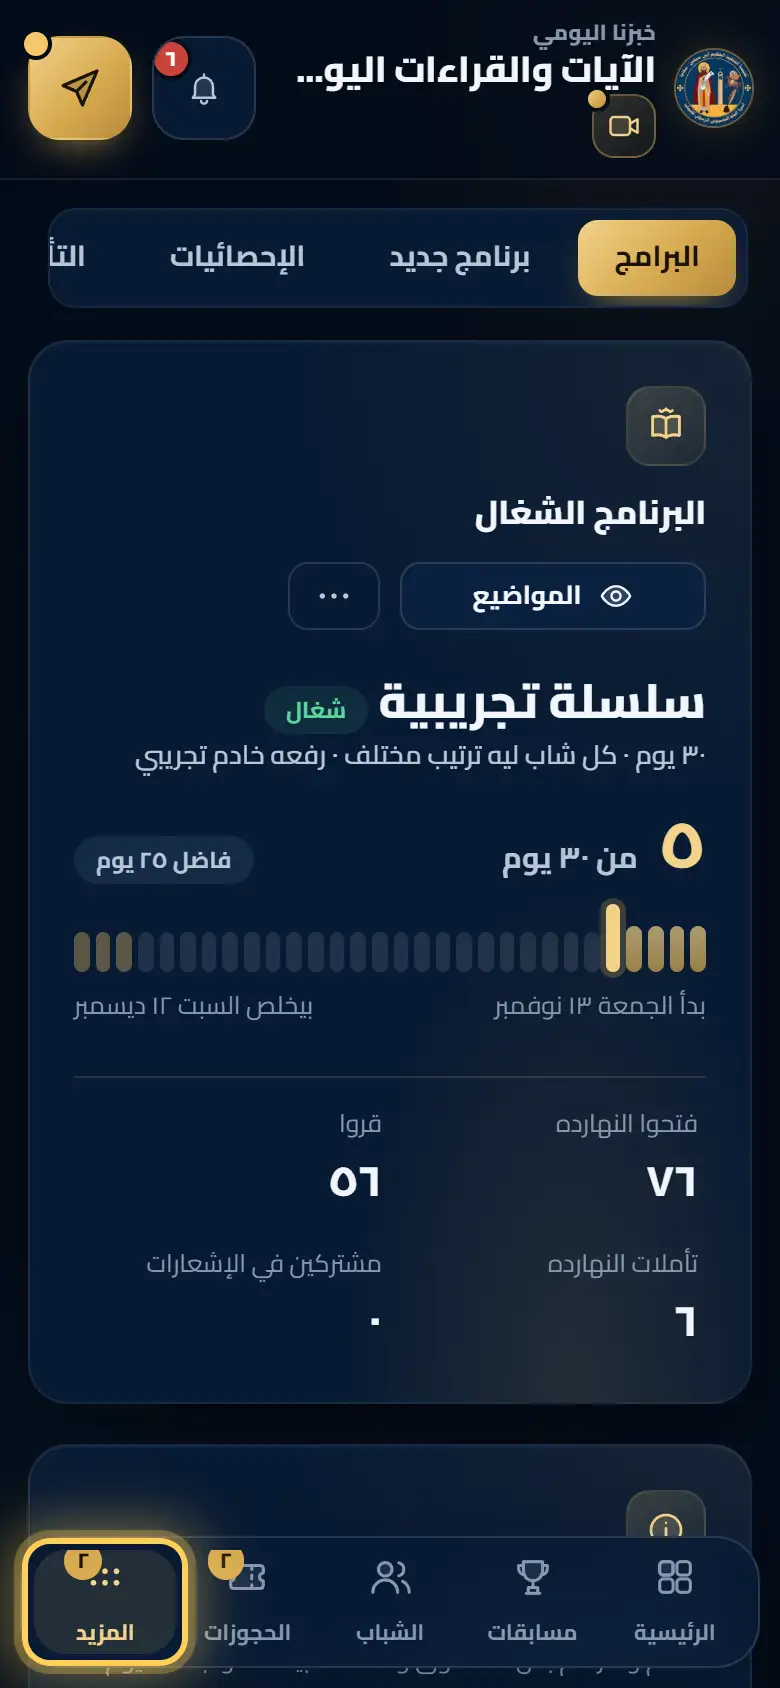 خبزنا اليومي
الآيات والقراءات اليو...
٦
البرامج
برنامج جديد
الإحصائيات
البرنامج الشغال
المواضيع
سلسلة تجريبية شغال
٣٠ يوم · كل شاب ليه ترتيب مختلف · رفعه خادم تجريبي
٥ من ٣٠ يوم
فاضل ٢٥ يوم
بدأ الجمعة ١٣ نوفمبر
بيخلص السبت ١٢ ديسمبر
فتحوا النهارده
٧٦
قروا
٥٦
تأملات النهارده
٦
مشتركين في الإشعارات
٠
الرئيسية
مسابقات
الشباب
٢
الحجوزات
٢
المزيد